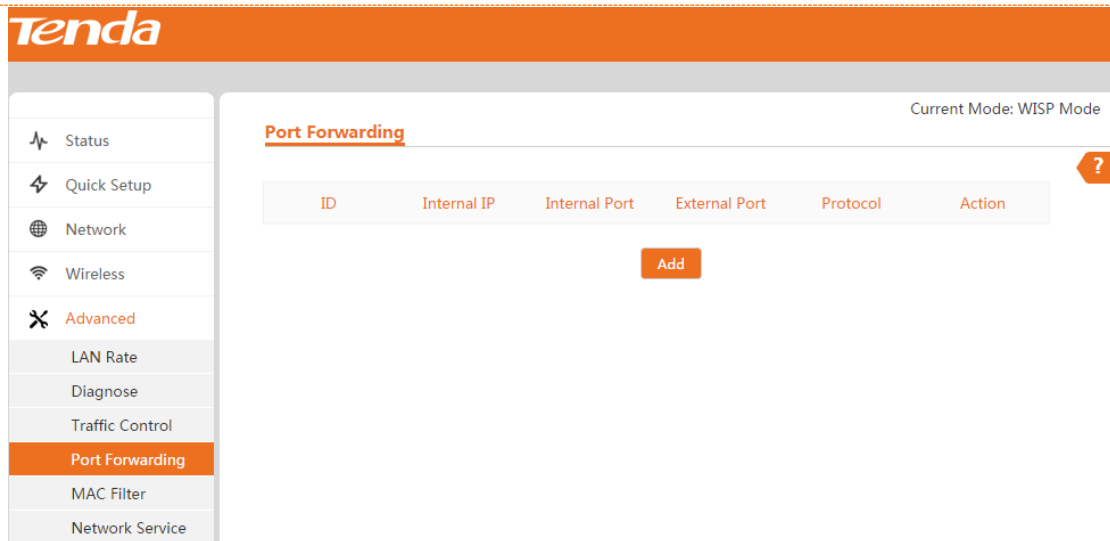 Tenda
Current Mode: WISP Mode
Port Forwarding
?
Status
Quick Setup
Network
Wireless
Advanced
LAN Rate
Diagnose
Traffic Control
Port Forwarding
MAC Filter
Network Service
ID Internal IP Internal Port External Port Protocol Action
Add